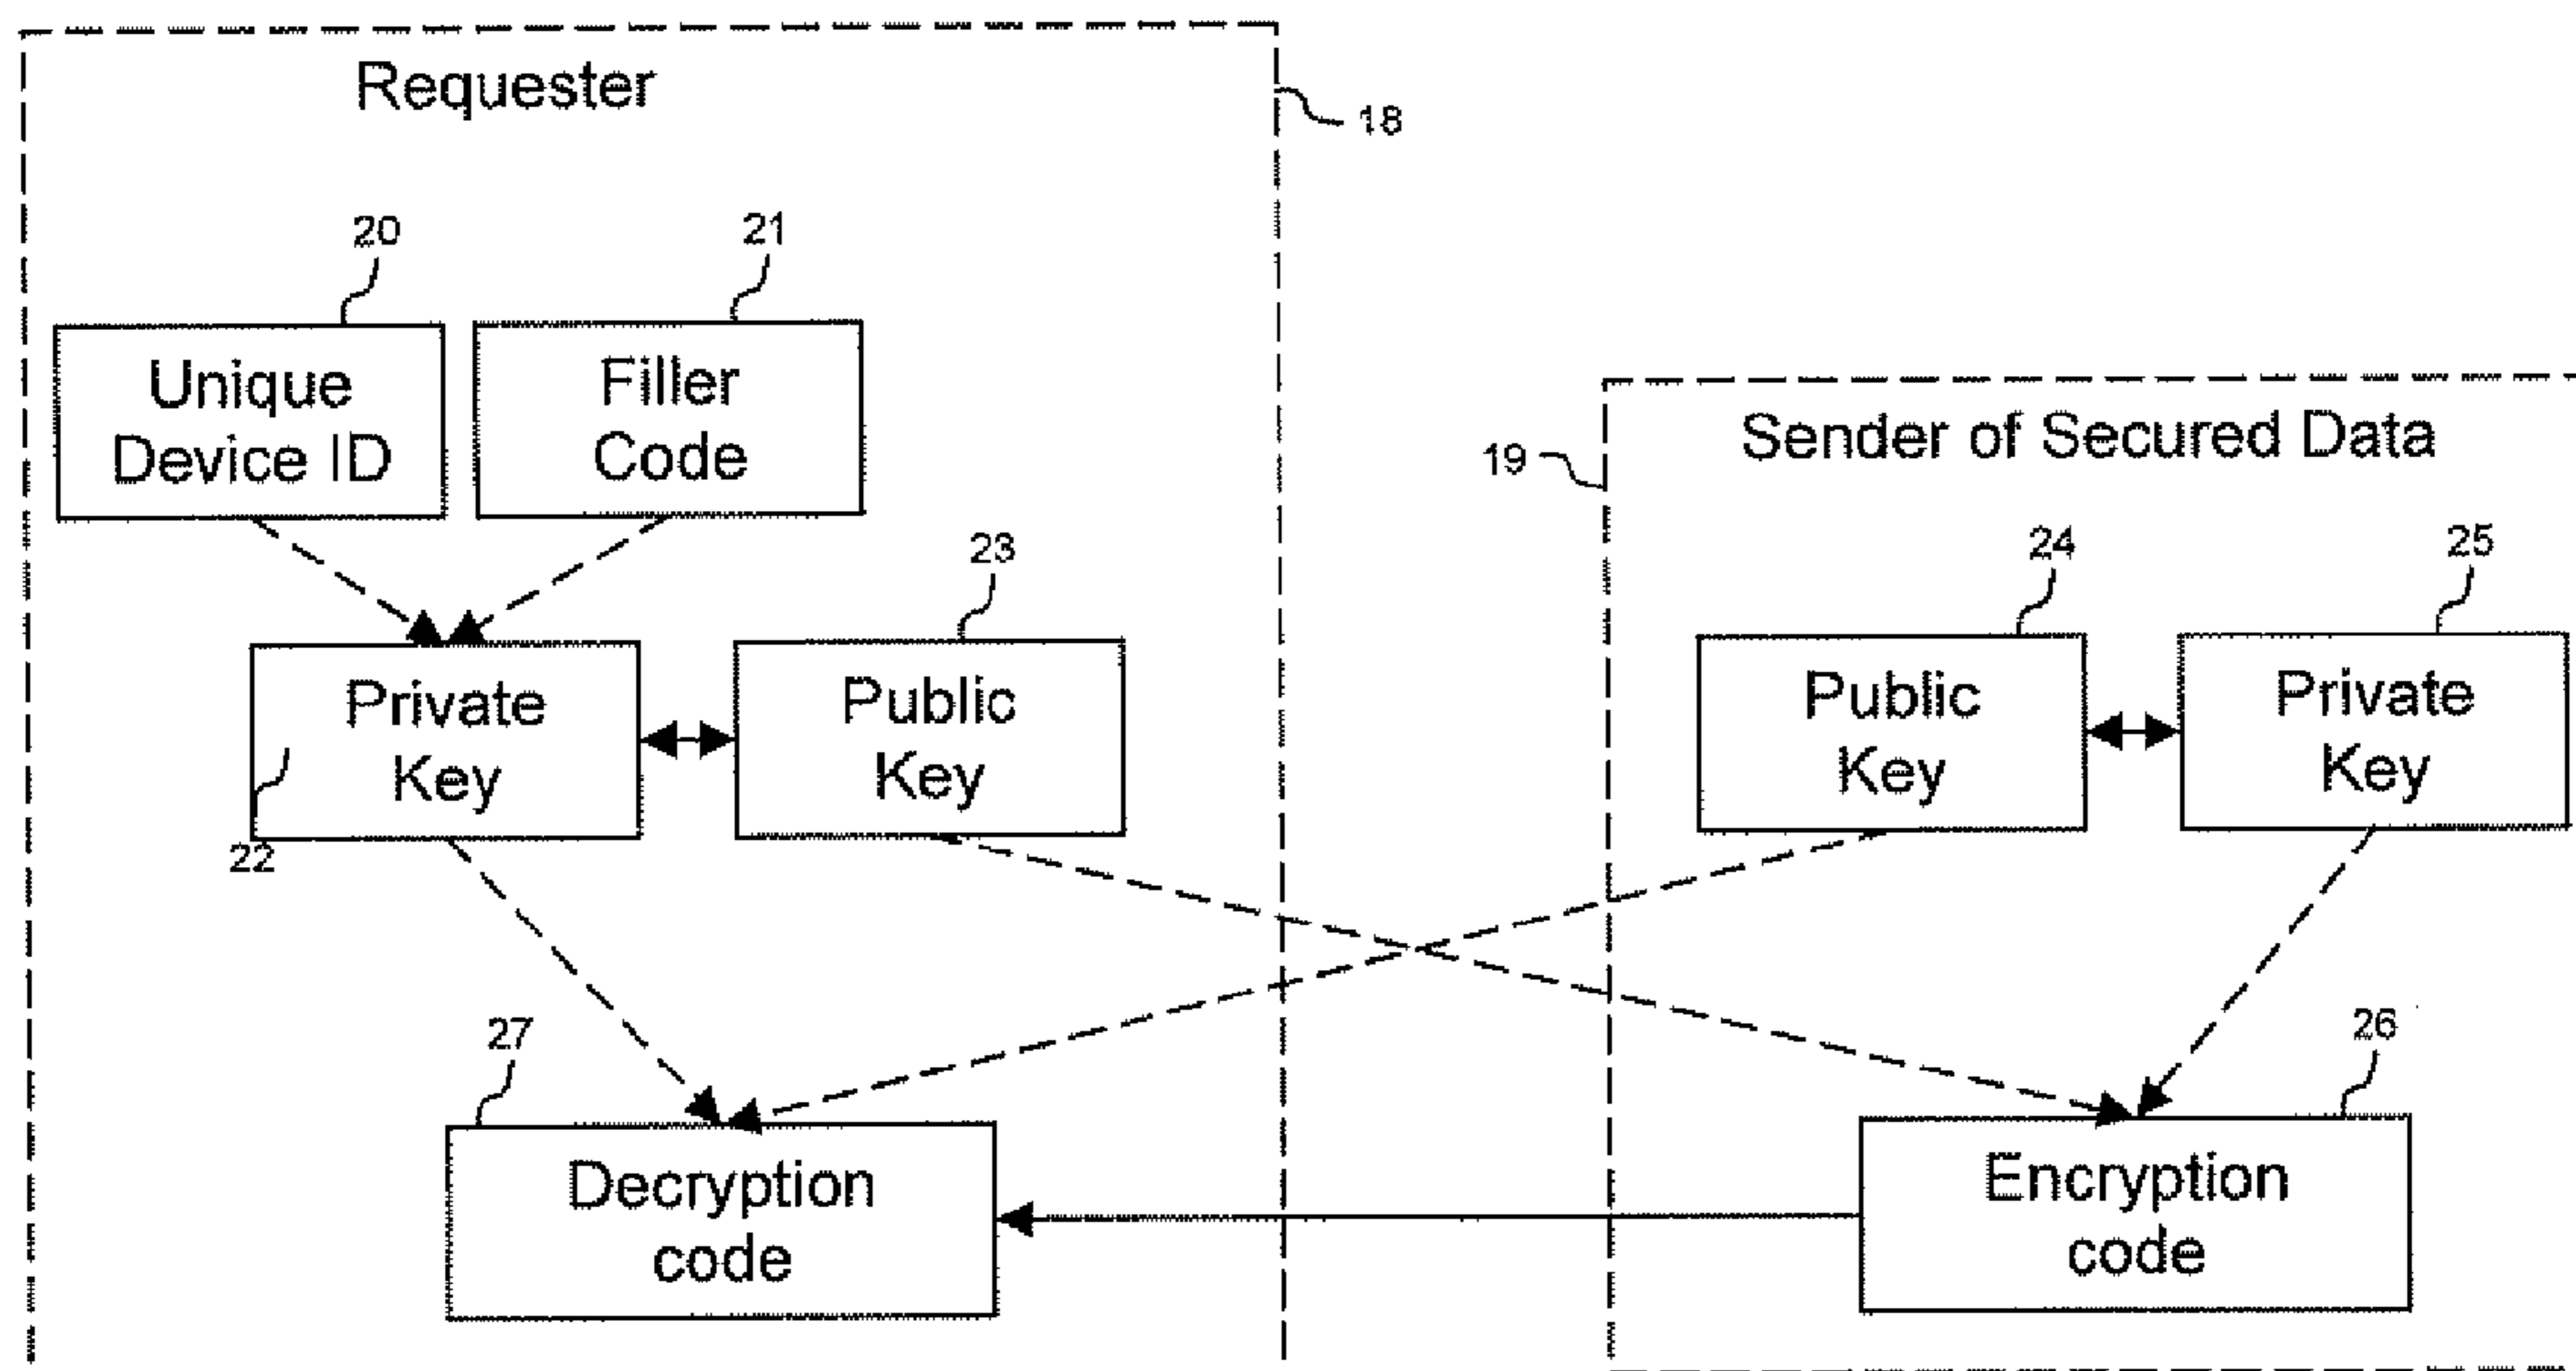 Requester
18
20
21
Unique
Device ID
Filler
Code
19
Sender of Secured Data
23
24
25
Private
Key
22
Public
Key
Public
Key
Private
Key
27
26
Decryption
code
Encryption
code